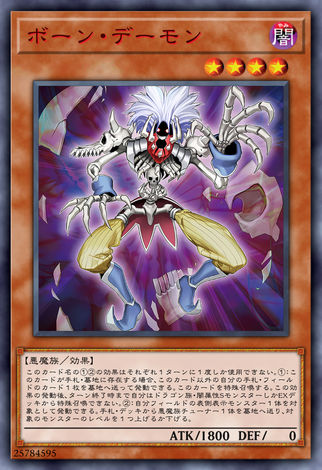 ボーン・デーモン
闇
やみ
【悪魔族／効果】
このカード名の①②の効果はそれぞれ１ターンに１度しか使用できない。①：こ
のカードが手札・墓地に存在する場合、このカード以外の自分の手札・フィール
ドのカード１枚を墓地へ送って発動できる。このカードを特殊召喚する。この効
果の発動後、ターン終了時まで自分はドラゴン族・闇属性SモンスターしかEXデ
ッキから特殊召喚できない。②：自分フィールドの表側表示モンスター１体を対
象として発動できる。手札・デッキから悪魔族チューナー１体を墓地へ送り、対
象のモンスターのレベルを１つ上げるか下げる。
ATK/1800 DEF/ 0
25784595